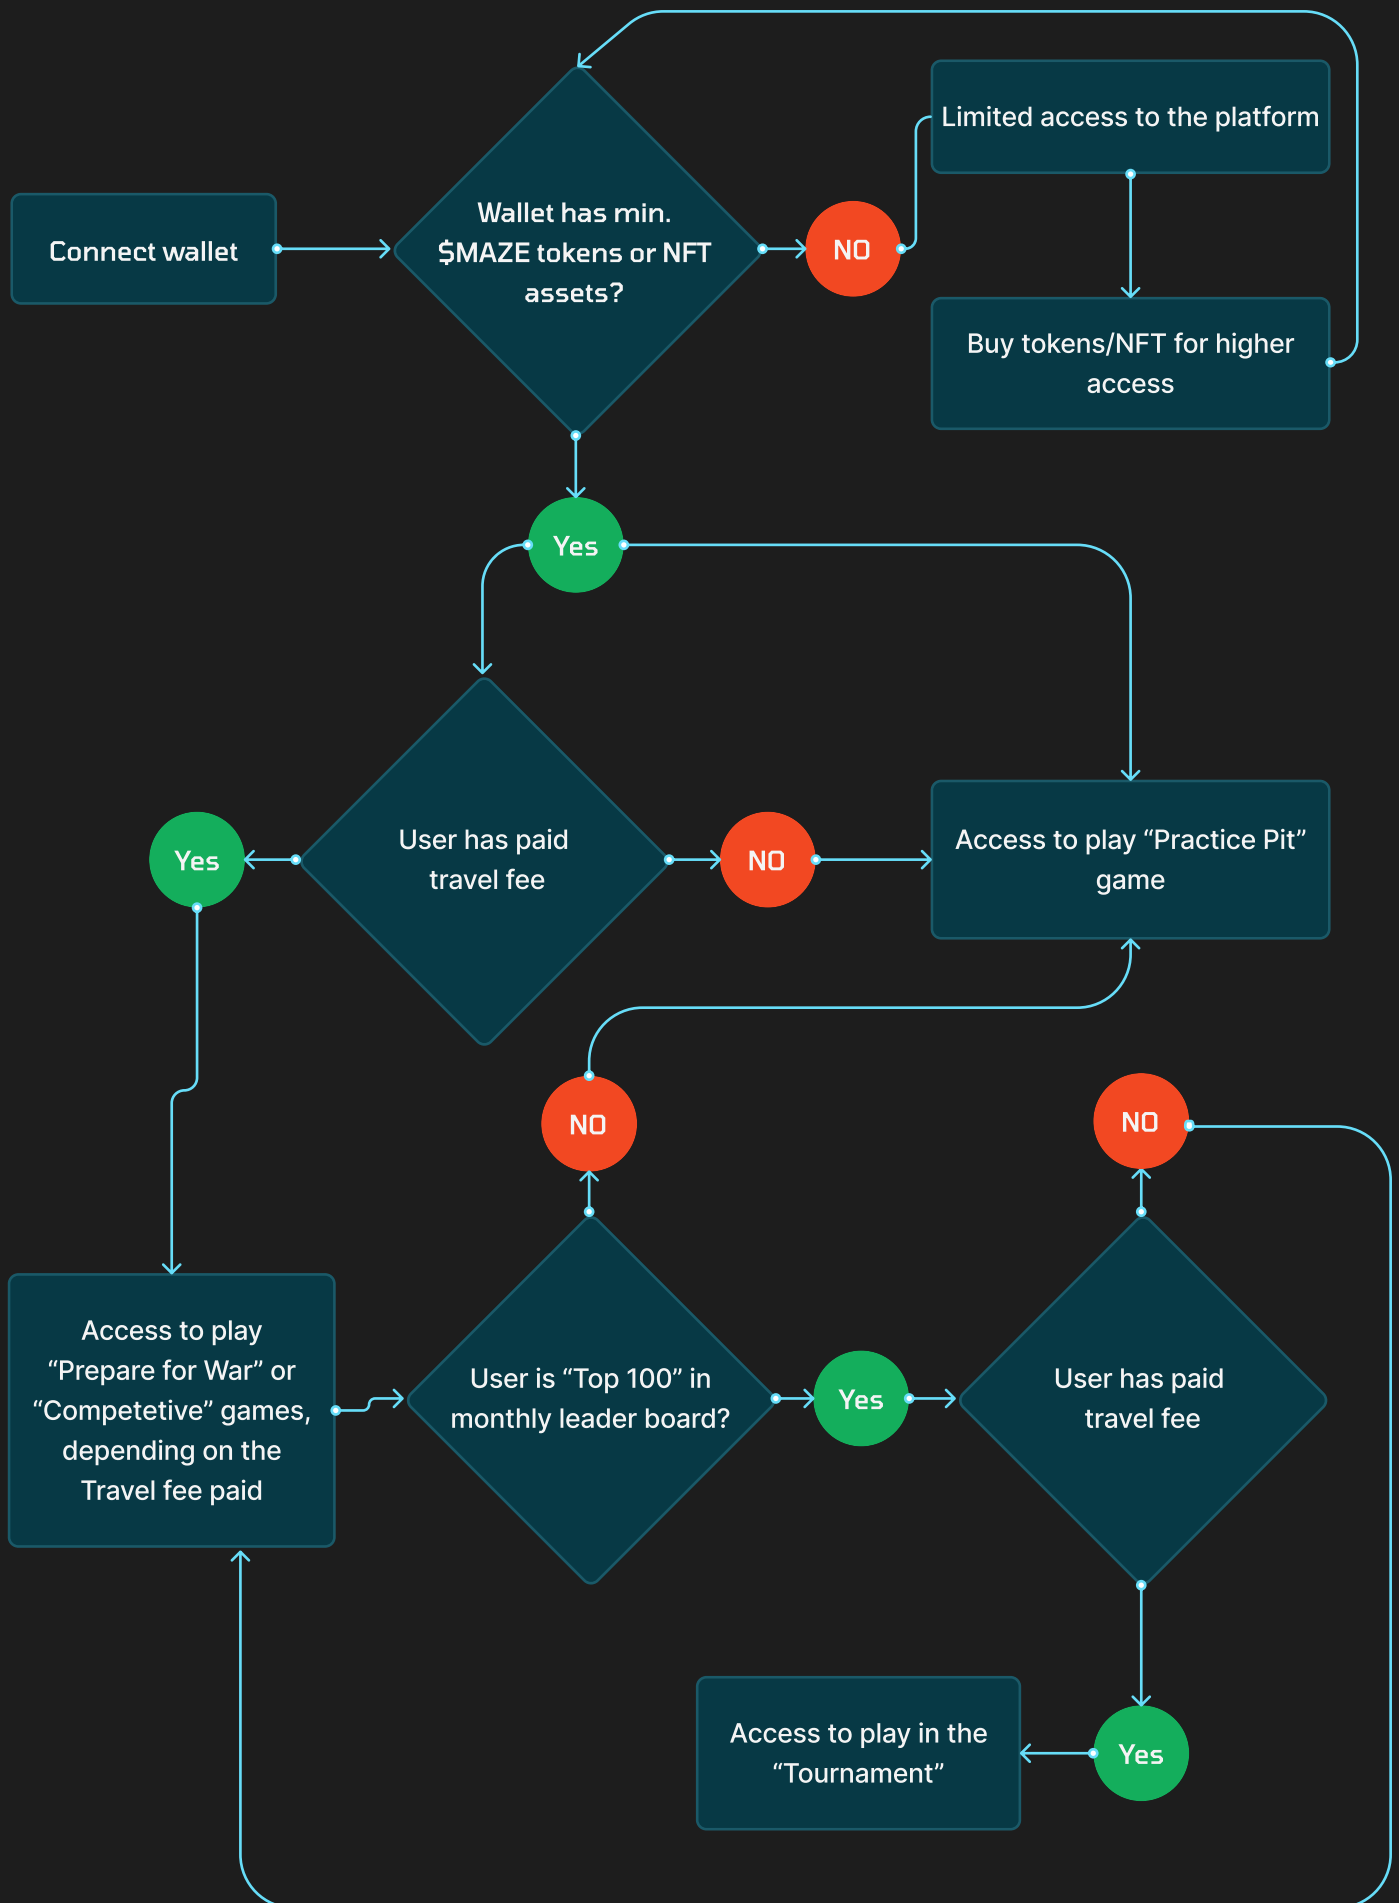 Limited access to the platform
Connect wallet
Wallet has min.
$MAZE tokens or NFT
assets?
NO
Buy tokens/NFT for higher
access
Yes
User has paid
travel fee
Yes
NO
Access to play “Practice Pit”
game
NO
NO
Access to play
“Prepare for War” or
“Competetive” games,
depending on the
Travel fee paid
User is “Top 100” in
monthly leader board?
Yes
User has paid
travel fee
Access to play in the
“Tournament”
Yes